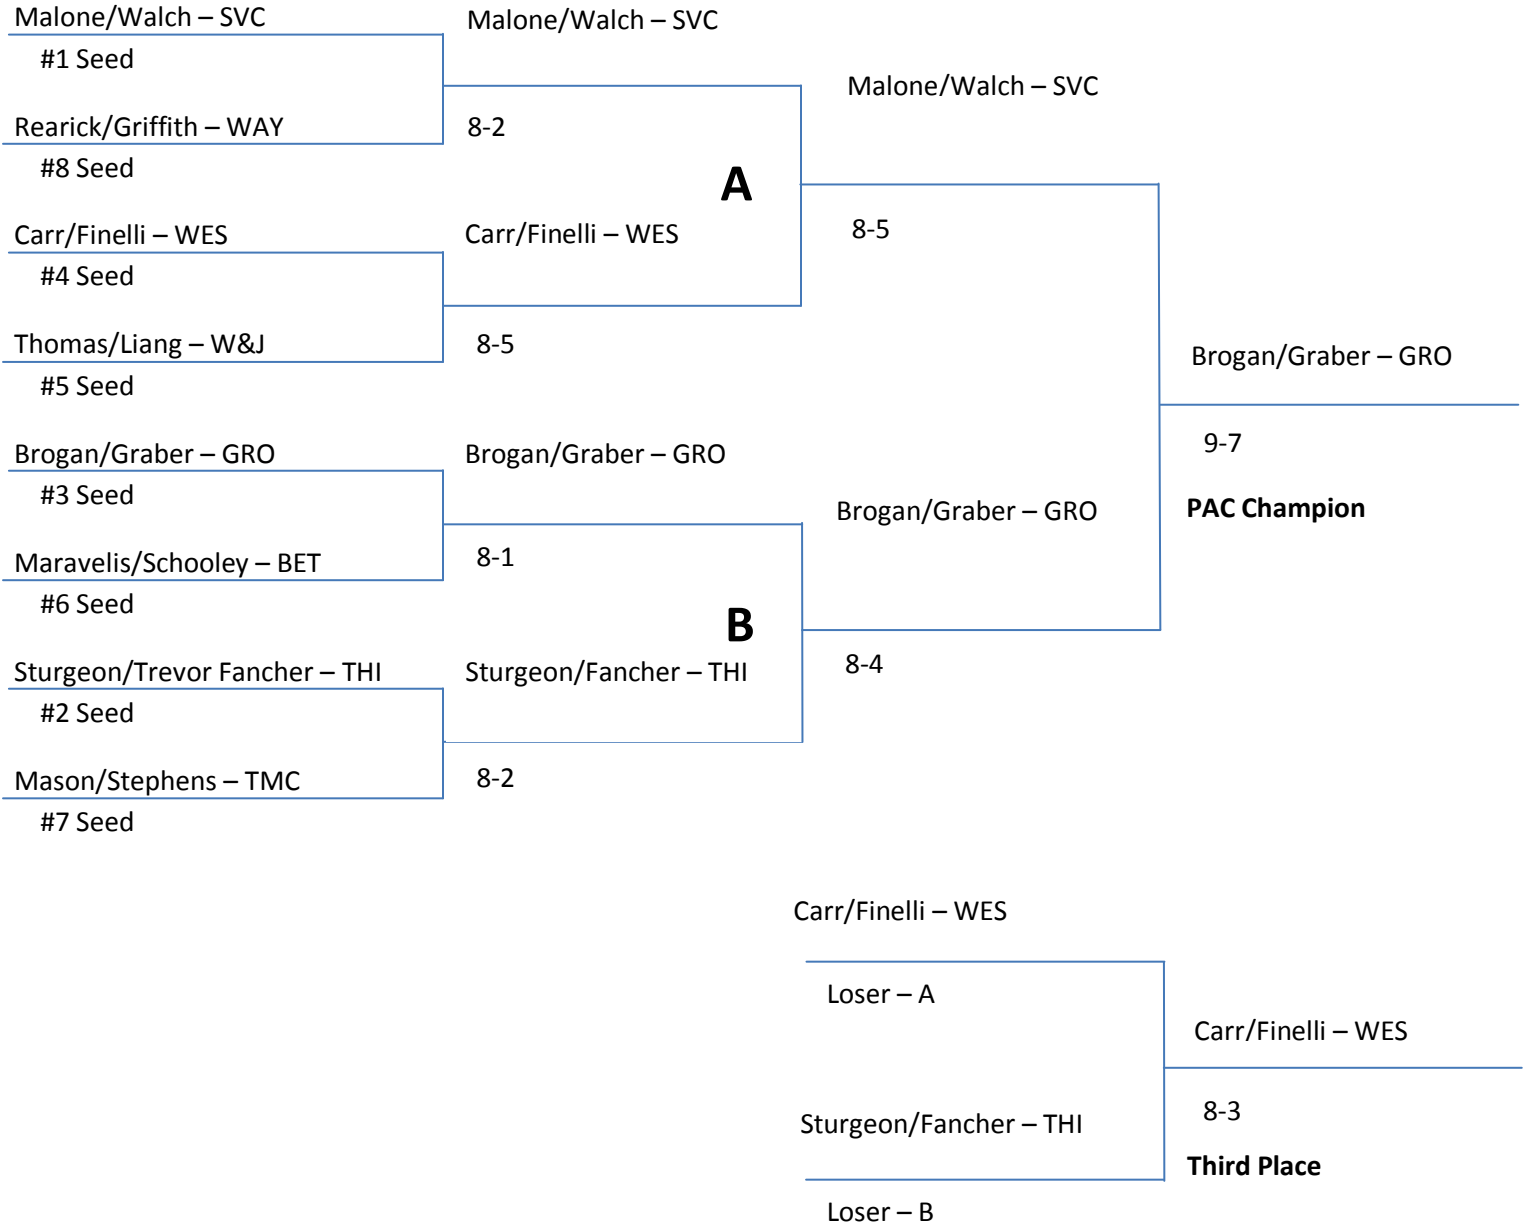 Malone/Walch – SVC
#1 Seed
Rearick/Griffith – WAY
#8 Seed
Carr/Finelli – WES
#4 Seed
Thomas/Liang – W&J
#5 Seed
Brogan/Graber – GRO
#3 Seed
Maravelis/Schooley – BET
#6 Seed
Sturgeon/Trevor Fancher – THI
#2 Seed
Mason/Stephens – TMC
#7 Seed
Malone/Walch – SVC
8-2
A
Carr/Finelli – WES
8-5
Brogan/Graber – GRO
8-1
B
Sturgeon/Fancher – THI
8-2
Malone/Walch – SVC
8-5
Brogan/Graber – GRO
8-4
Brogan/Graber – GRO
9-7
PAC Champion
Carr/Finelli – WES
Loser – A
Sturgeon/Fancher – THI
Loser – B
Carr/Finelli – WES
8-3
Third Place